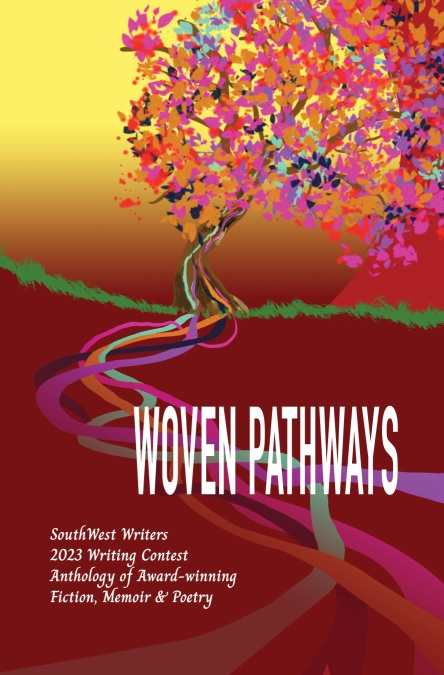 WOVEN PATHWAYS
SouthWest Writers
2023 Writing Contest
Anthology of Award-winning
Fiction, Memoir & Poetry